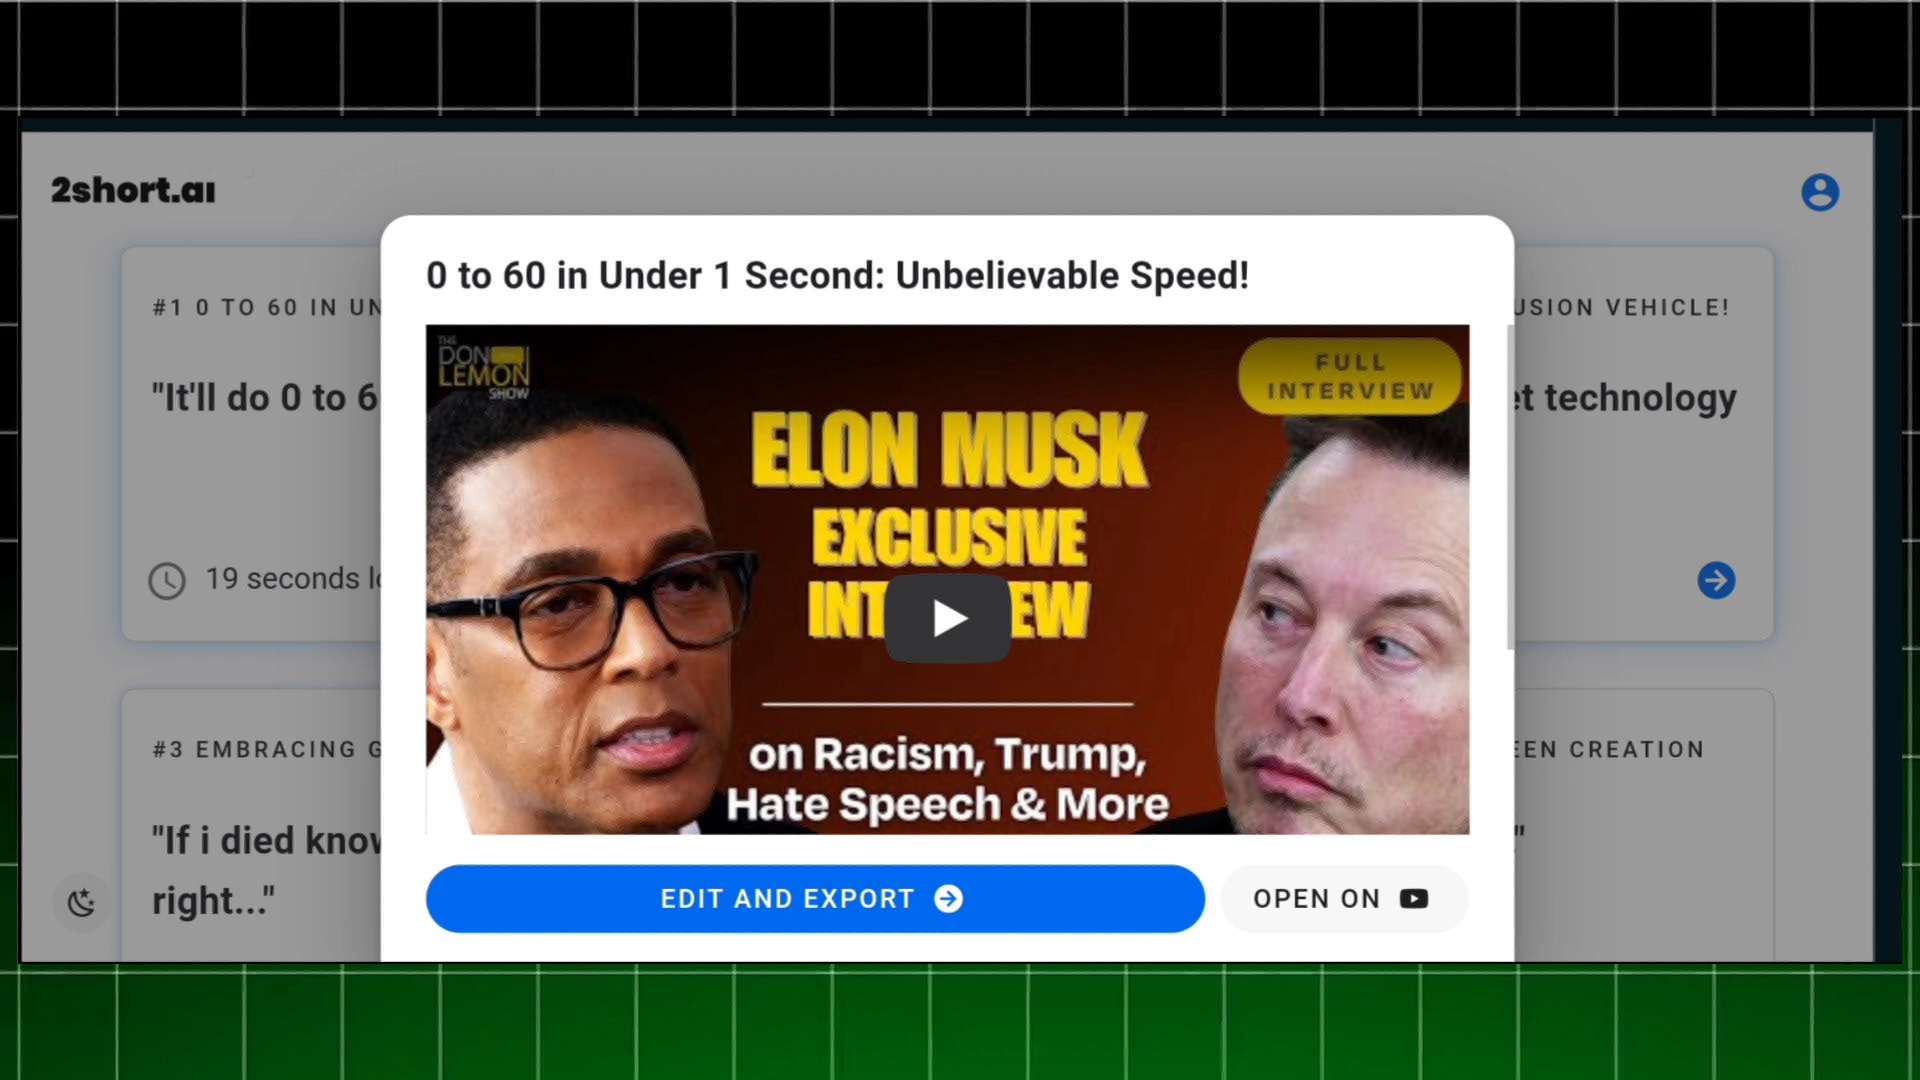 2short.ai
#1 0 TO 60 IN UN
USION VEHICLE!
"It'll do 0 to 6
et technology
19 seconds lo
#3 EMBRACING G
EEN CREATION
"If i died know
right..."
"
0 to 60 in Under 1 Second: Unbelievable Speed!
THE
DON
LEMON
SHOW
FULL
INTERVIEW
ELON MUSK
EXCLUSIVE
INT EW
on Racism, Trump,
Hate Speech & More
EDIT AND EXPORT
OPEN ON